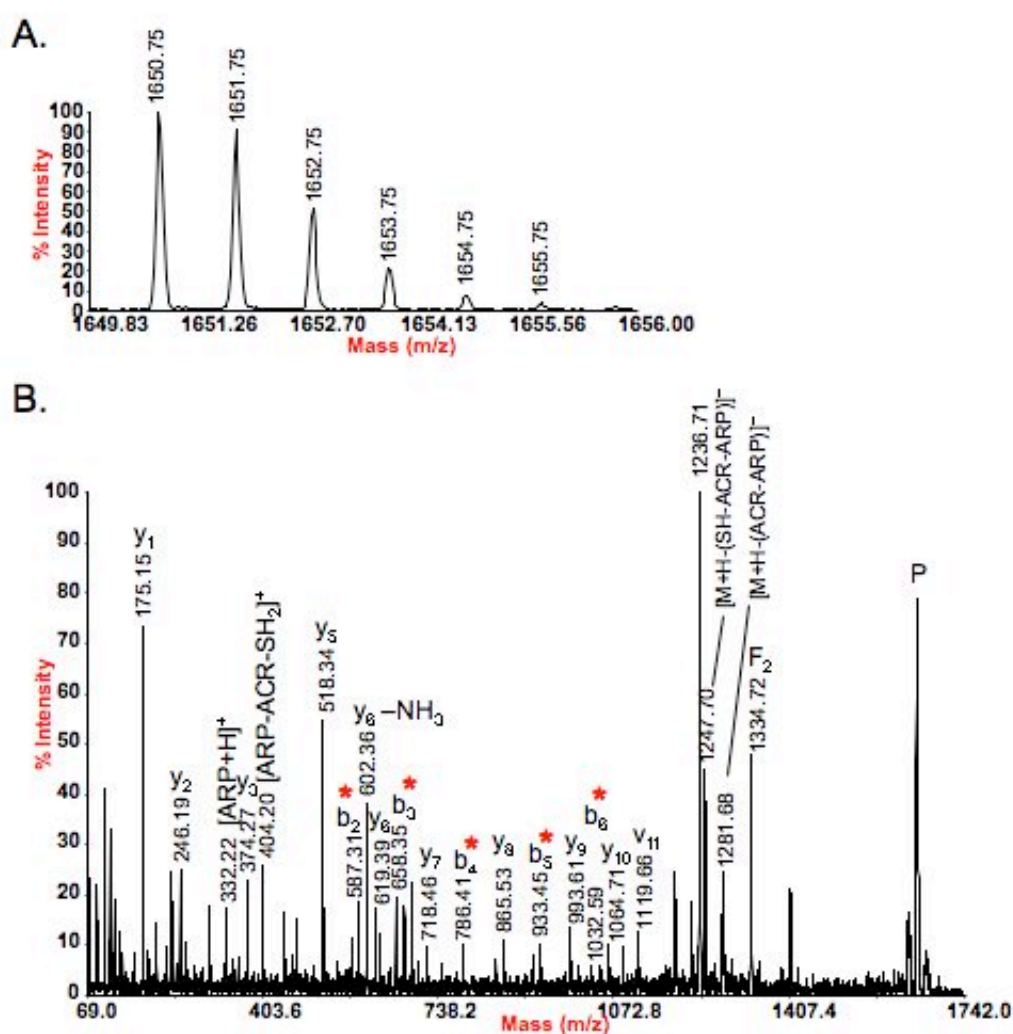 A.
1650.75
1651.75
1652.75
1653.75
1654.75
1655.75
100
90
80
70
60
50
40
30
20
10
0
% Intensity
1649.83 1651.26 1652.70 1654.13 1655.56 1656.00
Mass (m/z)
B.
100
90
80
70
60
50
40
30
20
10
0
% Intensity
y1
175.15
y2
246.19
[ARP+H]+
332.22
y3
374.27
[ARP-ACR-SH2]+
404.20
y5
518.34
* b2
587.31
y6 –NH3
602.36
y6
619.39
* b3
658.35
y7
718.46
b4*
786.41
y8
865.53
b5*
933.45
y9
993.61
* b6
1032.59
y10
1064.71
y11
1119.66
1236.71
[M+H-(SH-ACR-ARP)]–
1247.70
[M+H-(ACR-ARP)]–
1281.68
F2
1334.72
P
69.0 403.6 738.2 1072.8 1407.4 1742.0
Mass (m/z)